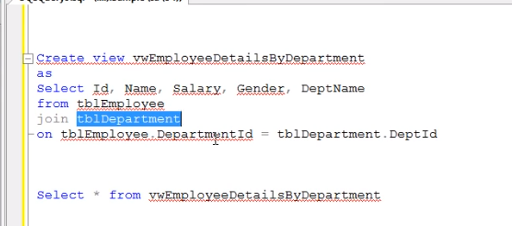 Create view vwEmployeeDetailsByDepartment
as
Select Id, Name, Salary, Gender, DeptName
from tblEmployee
join tblDepartment
on tblEmployee.DepartmentId = tblDepartment.DeptId
Select * from vwEmployeeDetailsByDepartment